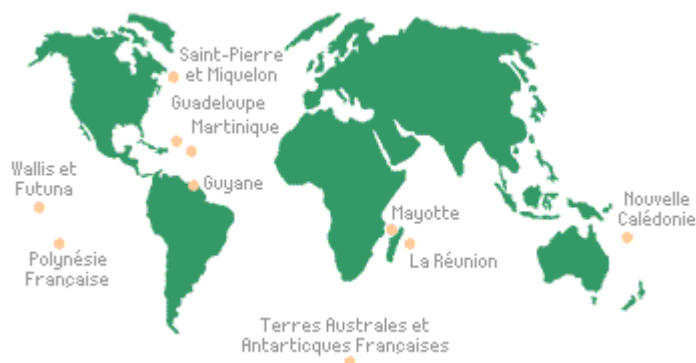 Saint-Pierre
et Miquelon
Guadeloupe
Martinique
Wallis et
Futuna
Guyane
Nouvelle
Calédonie
Mayotte
Polynésie
Française
La Réunion
Terres Australes et
Antarticques Françaises